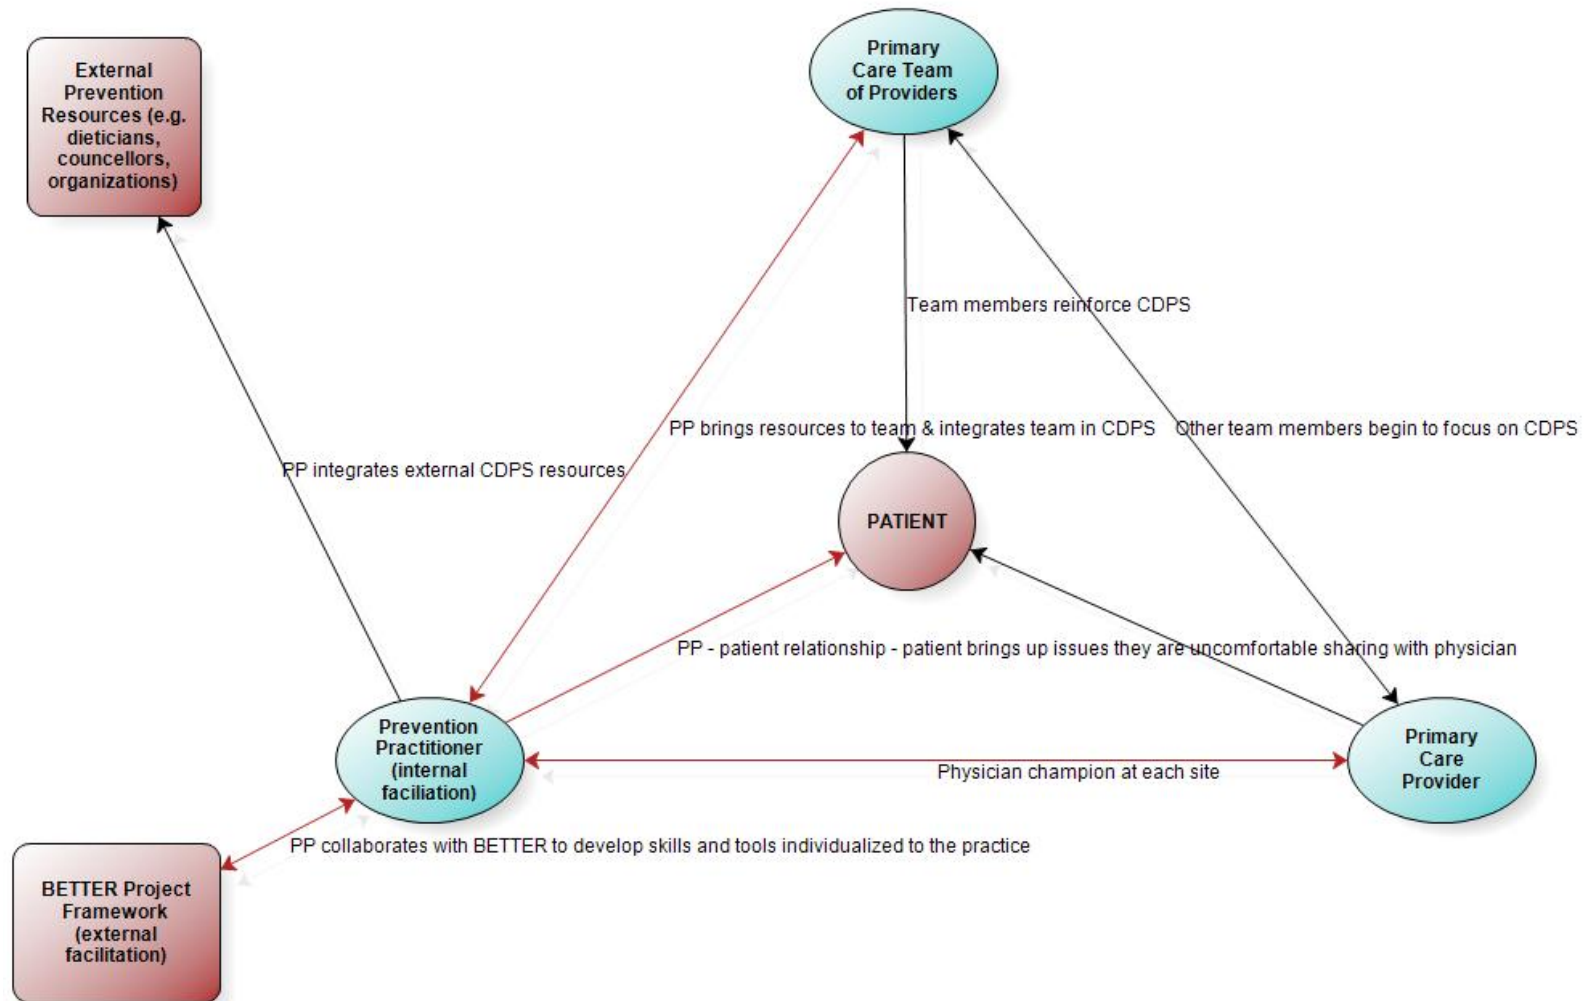 External
Prevention
Resources (e.g.
dieticians,
councellors,
organizations)
Primary
Care Team
of Providers
Team members reinforce CDPS
PP brings resources to team & integrates team in CDPS
Other team members begin to focus on CDPS
PP integrates external CDPS resources
PATIENT
PP - patient relationship - patient brings up issues they are uncomfortable sharing with physician
Prevention
Practitioner
(internal
faciliation)
Physician champion at each site
Primary
Care
Provider
PP collaborates with BETTER to develop skills and tools individualized to the practice
BETTER Project
Framework
(external
facilitation)